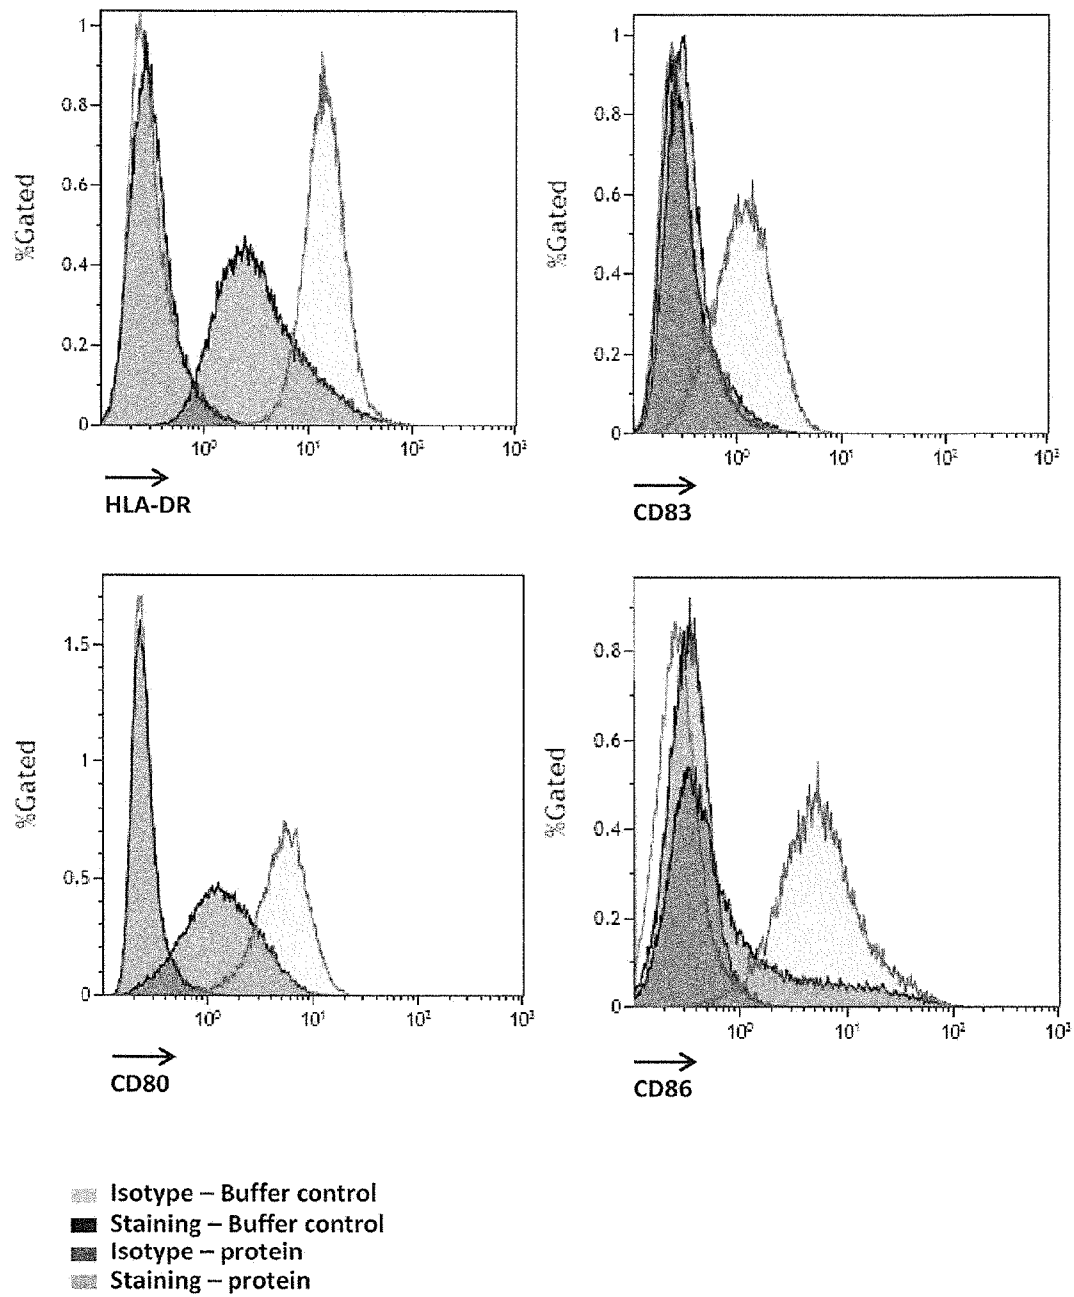 1
0.8
0.6
0.4
0.2
0
%Gated
10⁰ 10¹ 10² 10³
HLA-DR
1
0.8
0.6
0.4
0.2
0
%Gated
10⁰ 10¹ 10² 10³
CD83
1.5
1
0.5
0
%Gated
10⁰ 10¹ 10² 10³
CD80
0.8
0.6
0.4
0.2
0
%Gated
10⁰ 10¹ 10² 10³
CD86
Isotype – Buffer control
Staining – Buffer control
Isotype – protein
Staining – protein